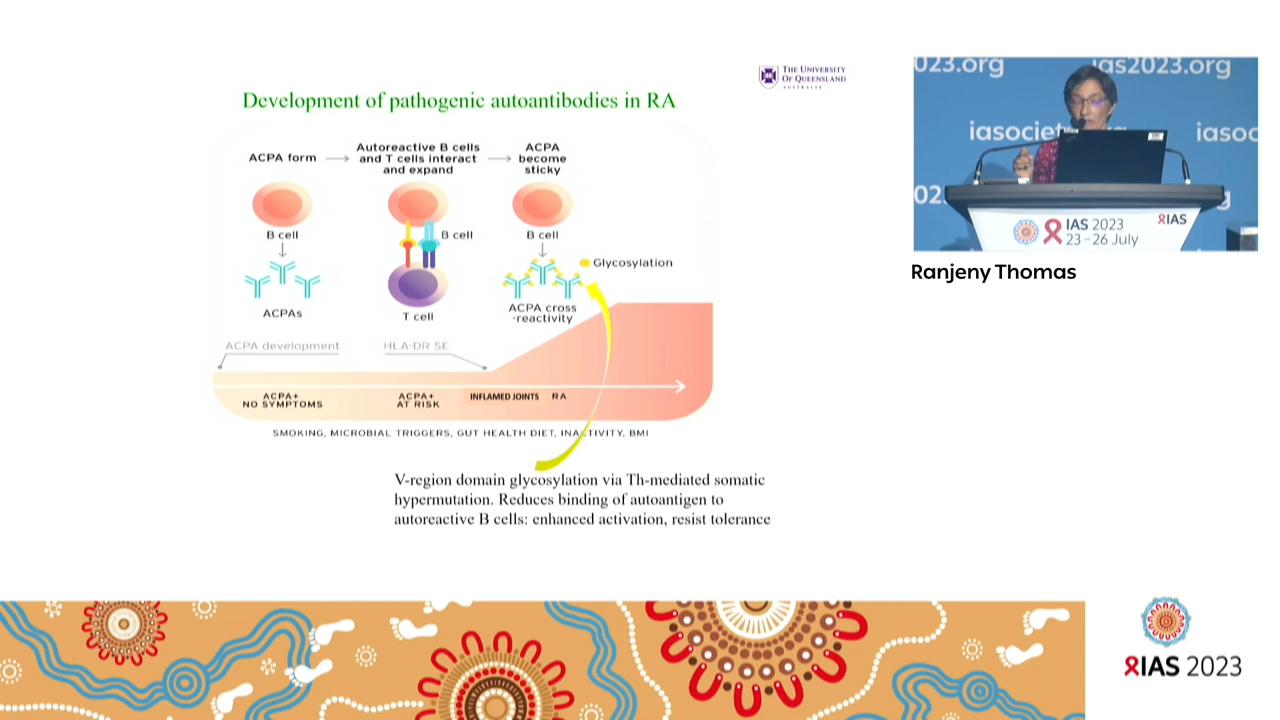 THE UNIVERSITY
OF QUEENSLAND
AUSTRALIA
Development of pathogenic autoantibodies in RA
ACPA form
Autoreactive B cells
and T cells interact
and expand
ACPA
become
sticky
B cell
B cell
B cell
Glycosylation
ACPAs
T cell
ACPA cross
-reactivity
ACPA development
HLA-DR SE
ACPA+
NO SYMPTOMS
ACPA+
AT RISK
INFLAMED JOINTS
RA
SMOKING, MICROBIAL TRIGGERS, GUT HEALTH DIET, INACTIVITY, BMI
V-region domain glycosylation via Th-mediated somatic
hypermutation. Reduces binding of autoantigen to
autoreactive B cells: enhanced activation, resist tolerance
023.org
ias2023.org
iasociet
iasoc
02
g
IAS 2023
23 - 26 July
IAS
Ranjeny Thomas
IAS 2023